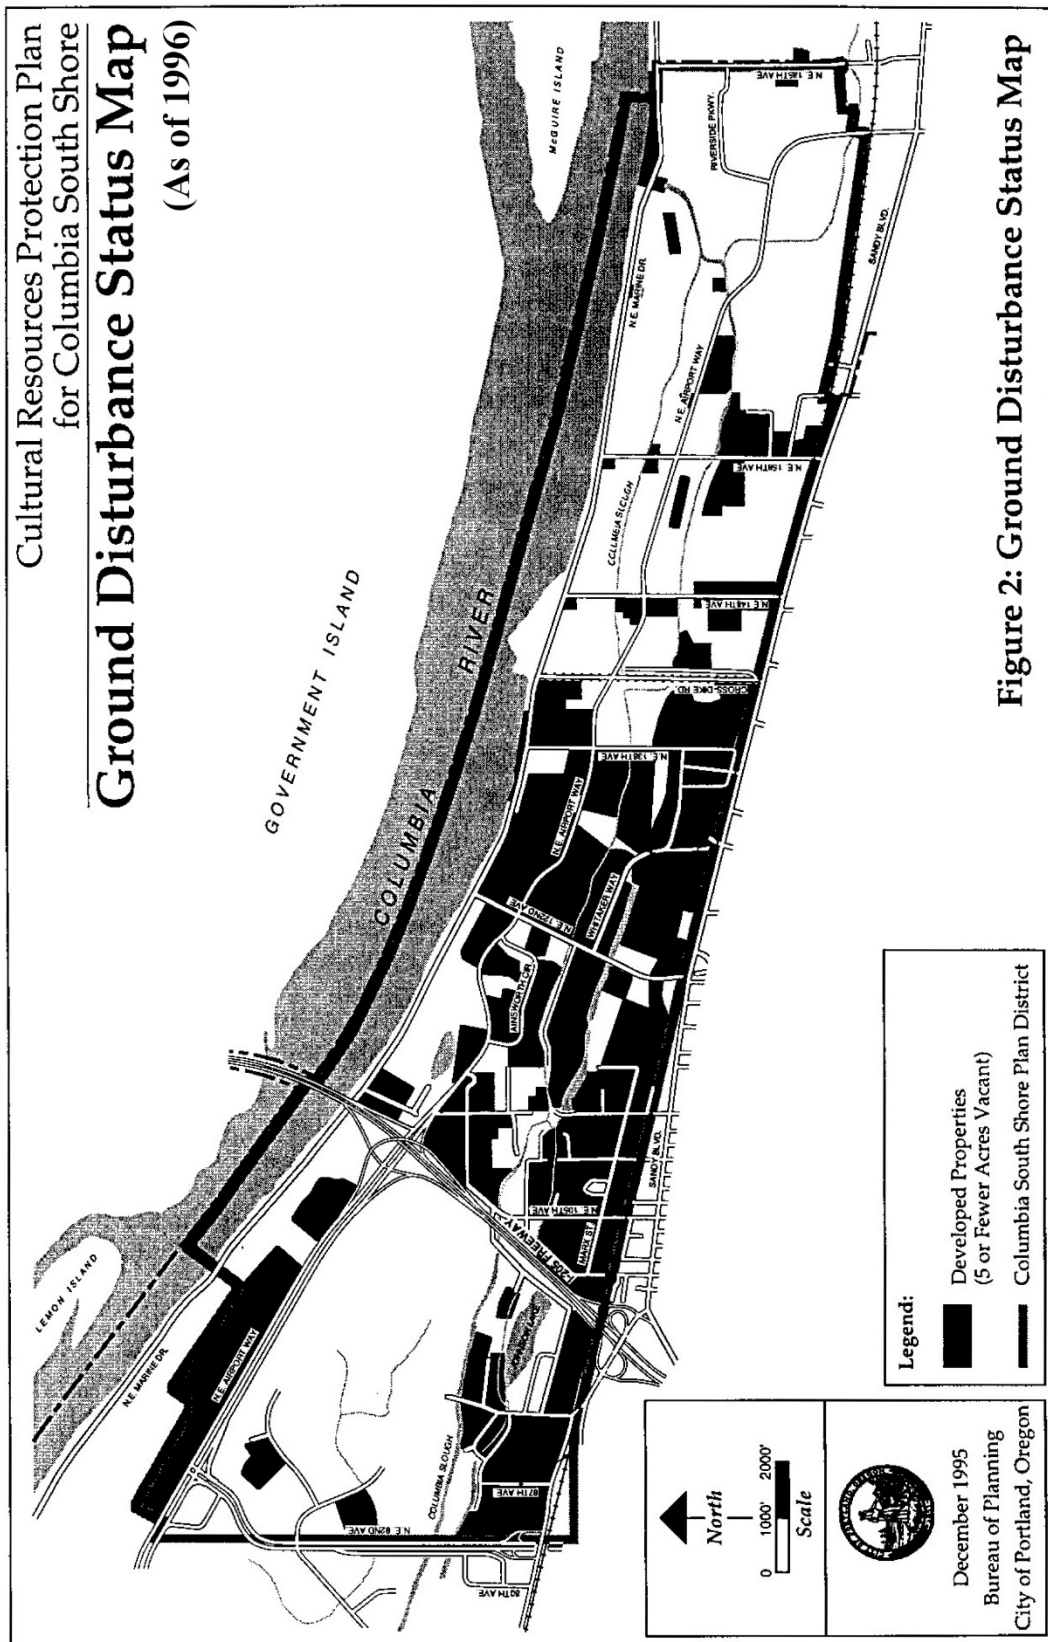 Cultural Resources Protection Plan
for Columbia South Shore
Ground Disturbance Status Map
(As of 1996)
LEMON ISLAND
GOVERNMENT ISLAND
McGUIRE ISLAND
COLUMBIA RIVER
N.E. MARINE DR.
N.E. AIRPORT WAY
N.E. 82ND AVE
COLUMBIA SLOUGH
87TH AVE
80TH AVE
JOHNSON LAKE
I-205 FREEWAY
N.E. 105TH AVE
MARX ST.
SANDY BLVD.
AINSWORTH CIR.
N.E. 122ND AVE
WHITAKER WAY
N.E. AIRPORT WAY
N.E. 138TH AVE
CROSS-DIKE RD.
N.E. 148TH AVE
COLUMBIA SLOUGH
N.E. 158TH AVE
N.E. AIRPORT WAY
N.E. MARINE DR.
RIVERSIDE PKWY.
N.E. 185TH AVE
SANDY BLVD.
North
0 1000' 2000'
Scale
December 1995
Bureau of Planning
City of Portland, Oregon
Legend:
Developed Properties
(5 or Fewer Acres Vacant)
Columbia South Shore Plan District
Figure 2: Ground Disturbance Status Map